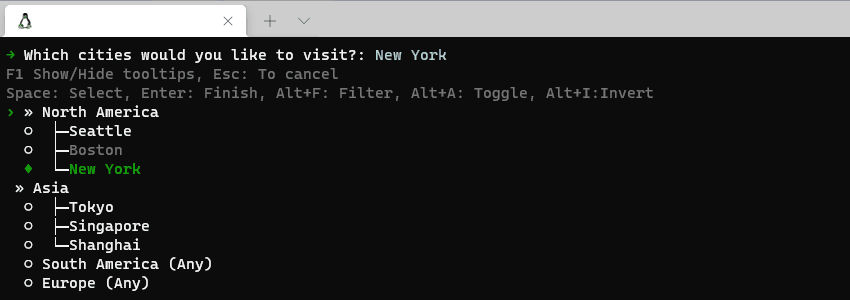 → Which cities would you like to visit?: New York
F1 Show/Hide tooltips, Esc: To cancel
Space: Select, Enter: Finish, Alt+F: Filter, Alt+A: Toggle, Alt+I:Invert
› » North America
○ ├─Seattle
○ ├─Boston
♦ └─New York
» Asia
○ ├─Tokyo
○ ├─Singapore
○ └─Shanghai
○ South America (Any)
○ Europe (Any)